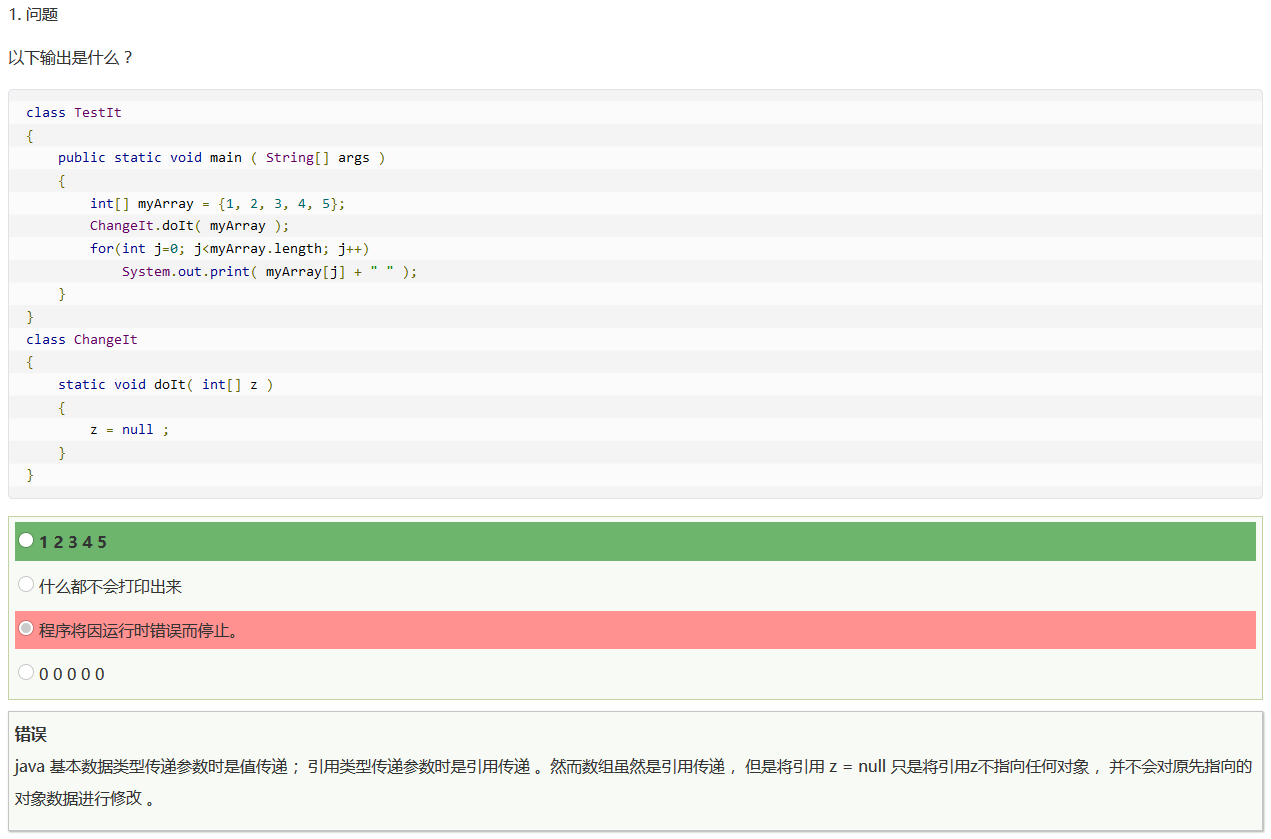 1. 问题
以下输出是什么？
class TestIt
{
    public static void main ( String[] args )
    {
        int[] myArray = {1, 2, 3, 4, 5};
        ChangeIt.doIt( myArray );
        for(int j=0; j<myArray.length; j++)
            System.out.print( myArray[j] + " " );
    }
}
class ChangeIt
{
    static void doIt( int[] z )
    {
        z = null ;
    }
}
1 2 3 4 5
什么都不会打印出来
程序将因运行时错误而停止。
0 0 0 0 0
错误
java 基本数据类型传递参数时是值传递 ；引用类型传递参数时是引用传递 。然而数组虽然是引用传递 ，但是将引用 z = null 只是将引用z不指向任何对象 ，并不会对原先指向的
对象数据进行修改 。